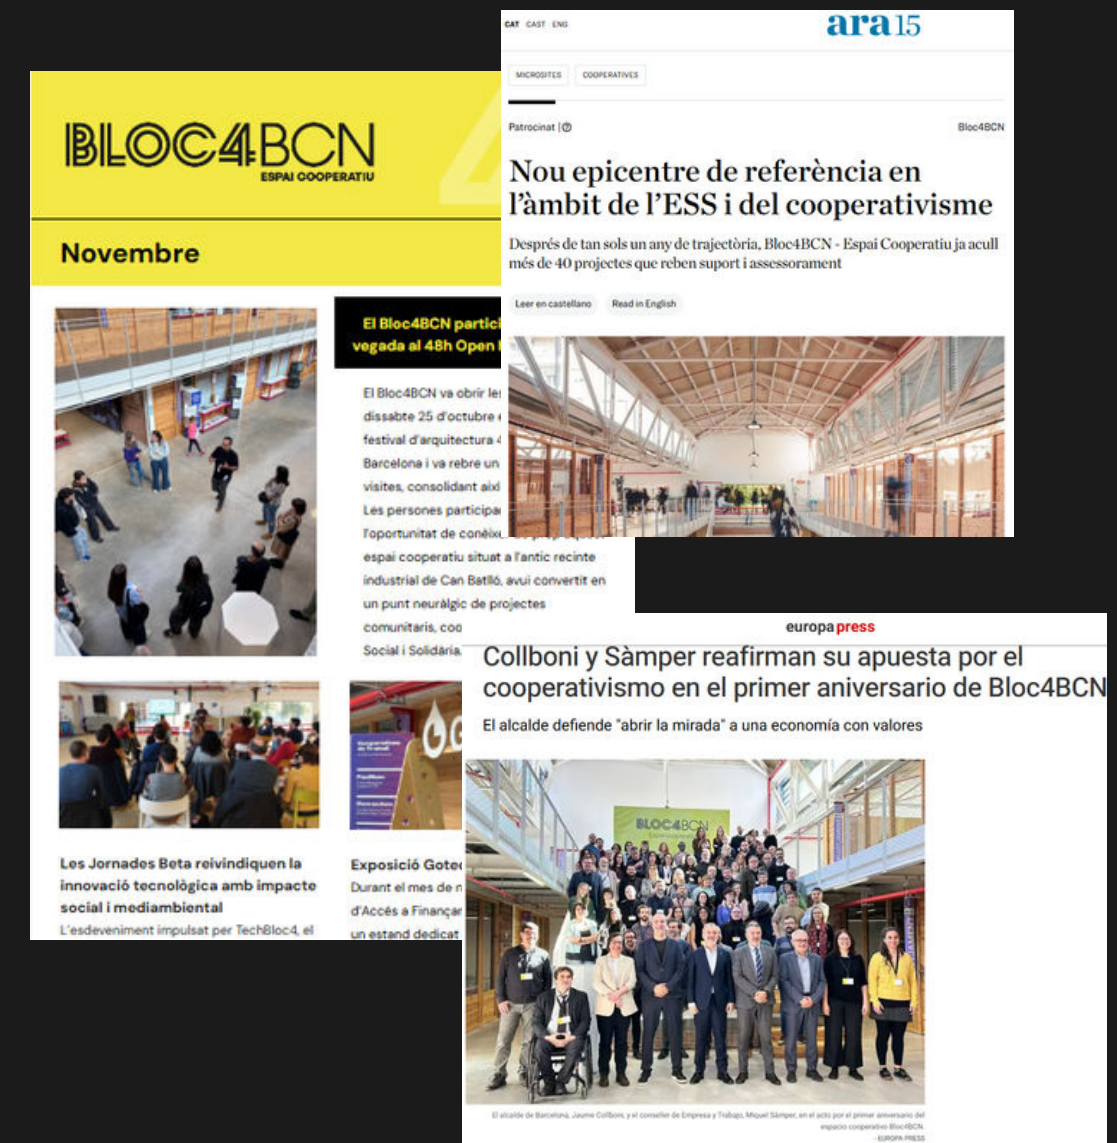 BLOC4BCN
ESPAI COOPERATIU
Novembre
El Bloc4BCN partici
vegada al 48h Open
El Bloc4BCN va obrir les
dissabte 25 d'octubre
festival d'arquitectura 4
Barcelona i va rebre un
visites, consolidant aix
Les persones participa
l'oportunitat de conèixe
espai cooperatiu situat a l'antic recinte
industrial de Can Batlló, avui convertit en
un punt neuràlgic de projectes
comunitaris, coo
Social i Solidària.
Les Jornades Beta reivindiquen la
innovació tecnològica amb impacte
social i mediambiental
L'esdeveniment impulsat per TechBloc4, el
Exposició Gote
Durant el mes de n
d'Accés a Finançar
un estand dedicat
CAT CAST ENG
ara15
MICROSITES COOPERATIVES
Patrocinat |
Bloc4BCN
Nou epicentre de referència en
l'àmbit de l'ESS i del cooperativisme
Després de tan sols un any de trajectòria, Bloc4BCN - Espai Cooperatiu ja acull
més de 40 projectes que reben suport i assessorament
Leer en castellano Read in English
europapress
Collboni y Sàmper reafirman su apuesta por el
cooperativismo en el primer aniversario de Bloc4BCN
El alcalde defiende "abrir la mirada" a una economía con valores
BLOC4BCN
El alcalde de Barcelona, Jaume Collboni, y el conseller de Empresa y Trabajo, Miquel Sàmper, en el acto por el primer aniversario del
espacio cooperativo Bloc4BCN.
- EUROPA PRESS